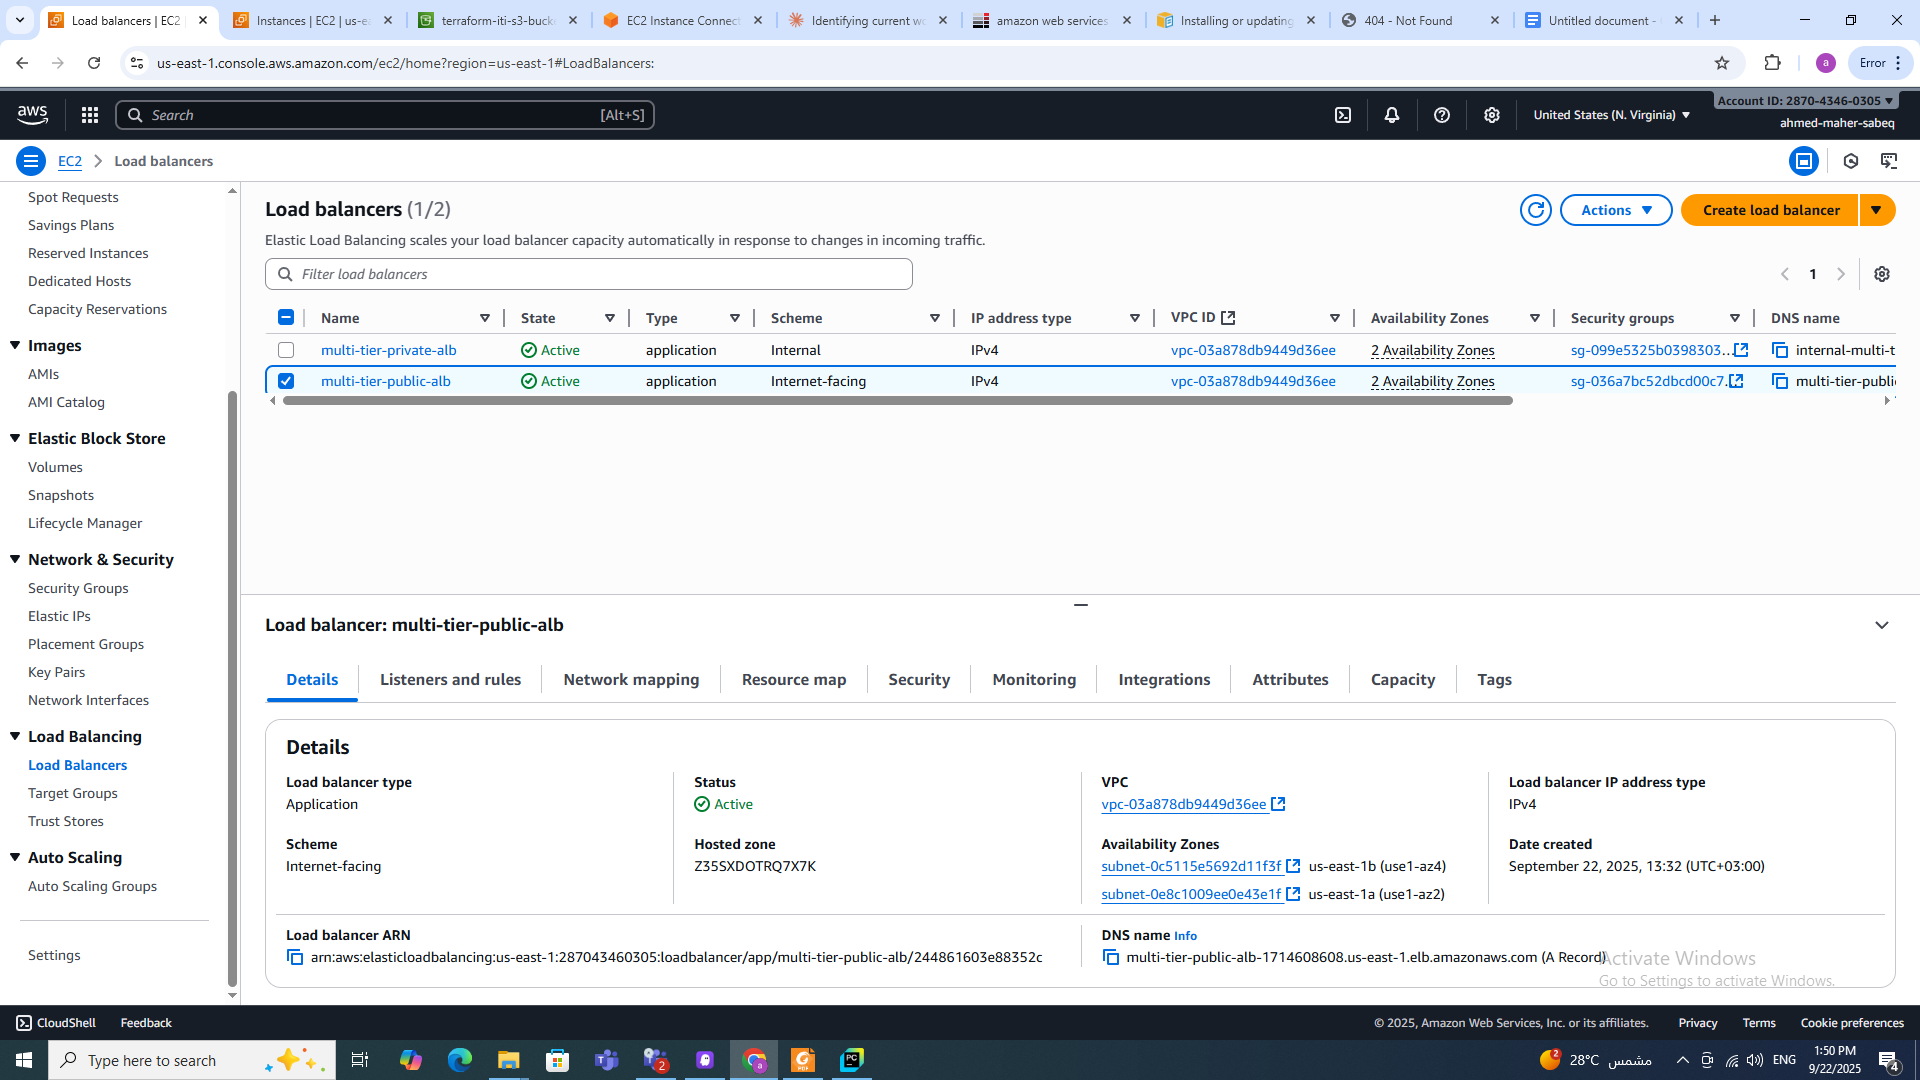 Load balancers | EC2
Instances | EC2 | us-ea
terraform-iti-s3-buck
EC2 Instance Connect
Identifying current wo
amazon web services
Installing or updating
404 - Not Found
Untitled document -
us-east-1.console.aws.amazon.com/ec2/home?region=us-east-1#LoadBalancers:
a
Error
aws
Search
[Alt+S]
United States (N. Virginia)
Account ID: 2870-4346-0305
ahmed-maher-sabeq
EC2
Load balancers
Spot Requests
Savings Plans
Reserved Instances
Dedicated Hosts
Capacity Reservations
Images
AMIs
AMI Catalog
Elastic Block Store
Volumes
Snapshots
Lifecycle Manager
Network & Security
Security Groups
Elastic IPs
Placement Groups
Key Pairs
Network Interfaces
Load Balancing
Load Balancers
Target Groups
Trust Stores
Auto Scaling
Auto Scaling Groups
Settings
Load balancers (1/2)
Actions
Create load balancer
Elastic Load Balancing scales your load balancer capacity automatically in response to changes in incoming traffic.
Filter load balancers
1
Name State Type Scheme IP address type VPC ID Availability Zones Security groups DNS name
multi-tier-private-alb Active application Internal IPv4 vpc-03a878db9449d36ee 2 Availability Zones sg-099e5325b0398303... internal-multi-t
multi-tier-public-alb Active application Internet-facing IPv4 vpc-03a878db9449d36ee 2 Availability Zones sg-036a7bc52dbcd00c7. multi-tier-publi
Load balancer: multi-tier-public-alb
Details Listeners and rules Network mapping Resource map Security Monitoring Integrations Attributes Capacity Tags
Details
Load balancer type
Application
Status
Active
VPC
vpc-03a878db9449d36ee
Load balancer IP address type
IPv4
Scheme
Internet-facing
Hosted zone
Z35SXDOTRQ7X7K
Availability Zones
subnet-0c5115e5692d11f3f us-east-1b (use1-az4)
subnet-0e8c1009ee0e43e1f us-east-1a (use1-az2)
Date created
September 22, 2025, 13:32 (UTC+03:00)
Load balancer ARN
arn:aws:elasticloadbalancing:us-east-1:287043460305:loadbalancer/app/multi-tier-public-alb/244861603e88352c
DNS name Info
multi-tier-public-alb-1714608608.us-east-1.elb.amazonaws.com (A Record)
Activate Windows
Go to Settings to activate Windows.
CloudShell
Feedback
© 2025, Amazon Web Services, Inc. or its affiliates.
Privacy
Terms
Cookie preferences
Type here to search
2
PC
2
28°C مشمس
ENG
1:50 PM
9/22/2025
4